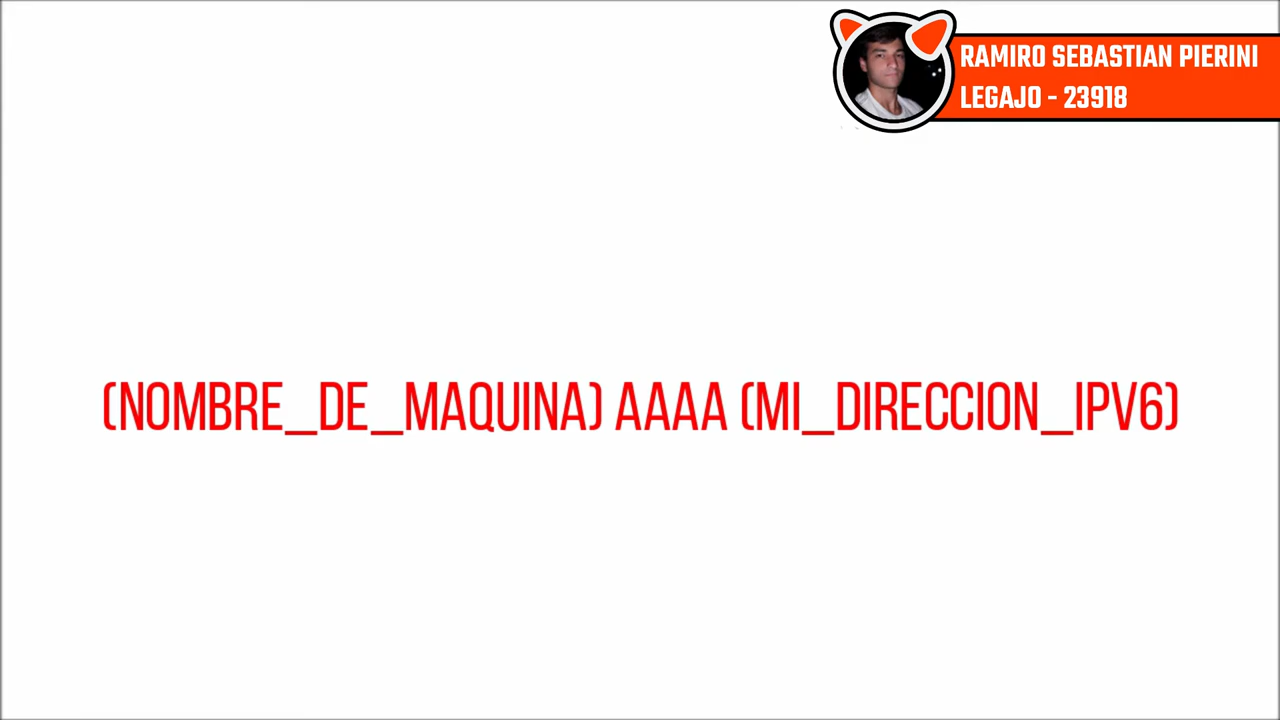 RAMIRO SEBASTIAN PIERINI
LEGAJO - 23918
(NOMBRE_DE_MAQUINA) AAAA (MI_DIRECCION_IPV6)